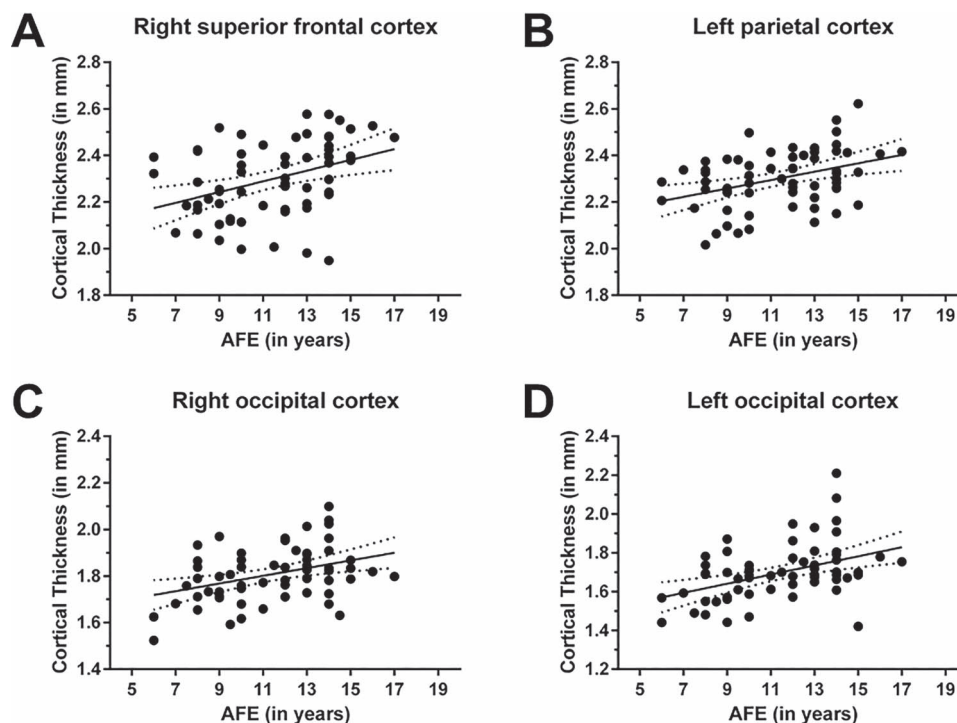 A
Right superior frontal cortex
Cortical Thickness (in mm)
2.8
2.6
2.4
2.2
2.0
1.8
5 7 9 11 13 15 17 19
AFE (in years)
B
Left parietal cortex
Cortical Thickness (in mm)
2.8
2.6
2.4
2.2
2.0
1.8
5 7 9 11 13 15 17 19
AFE (in years)
C
Right occipital cortex
Cortical Thickness (in mm)
2.4
2.2
2.0
1.8
1.6
1.4
5 7 9 11 13 15 17 19
AFE (in years)
D
Left occipital cortex
Cortical Thickness (in mm)
2.4
2.2
2.0
1.8
1.6
1.4
1.2
5 7 9 11 13 15 17 19
AFE (in years)